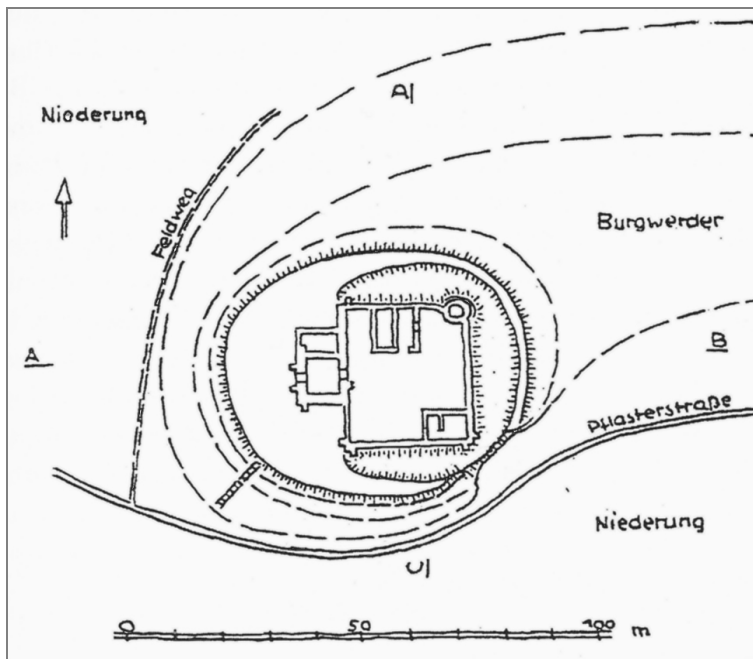 A
Niederung
Feldweg
Burgwerder
A
B
Pflasterstraße
Niederung
0 50 100 m